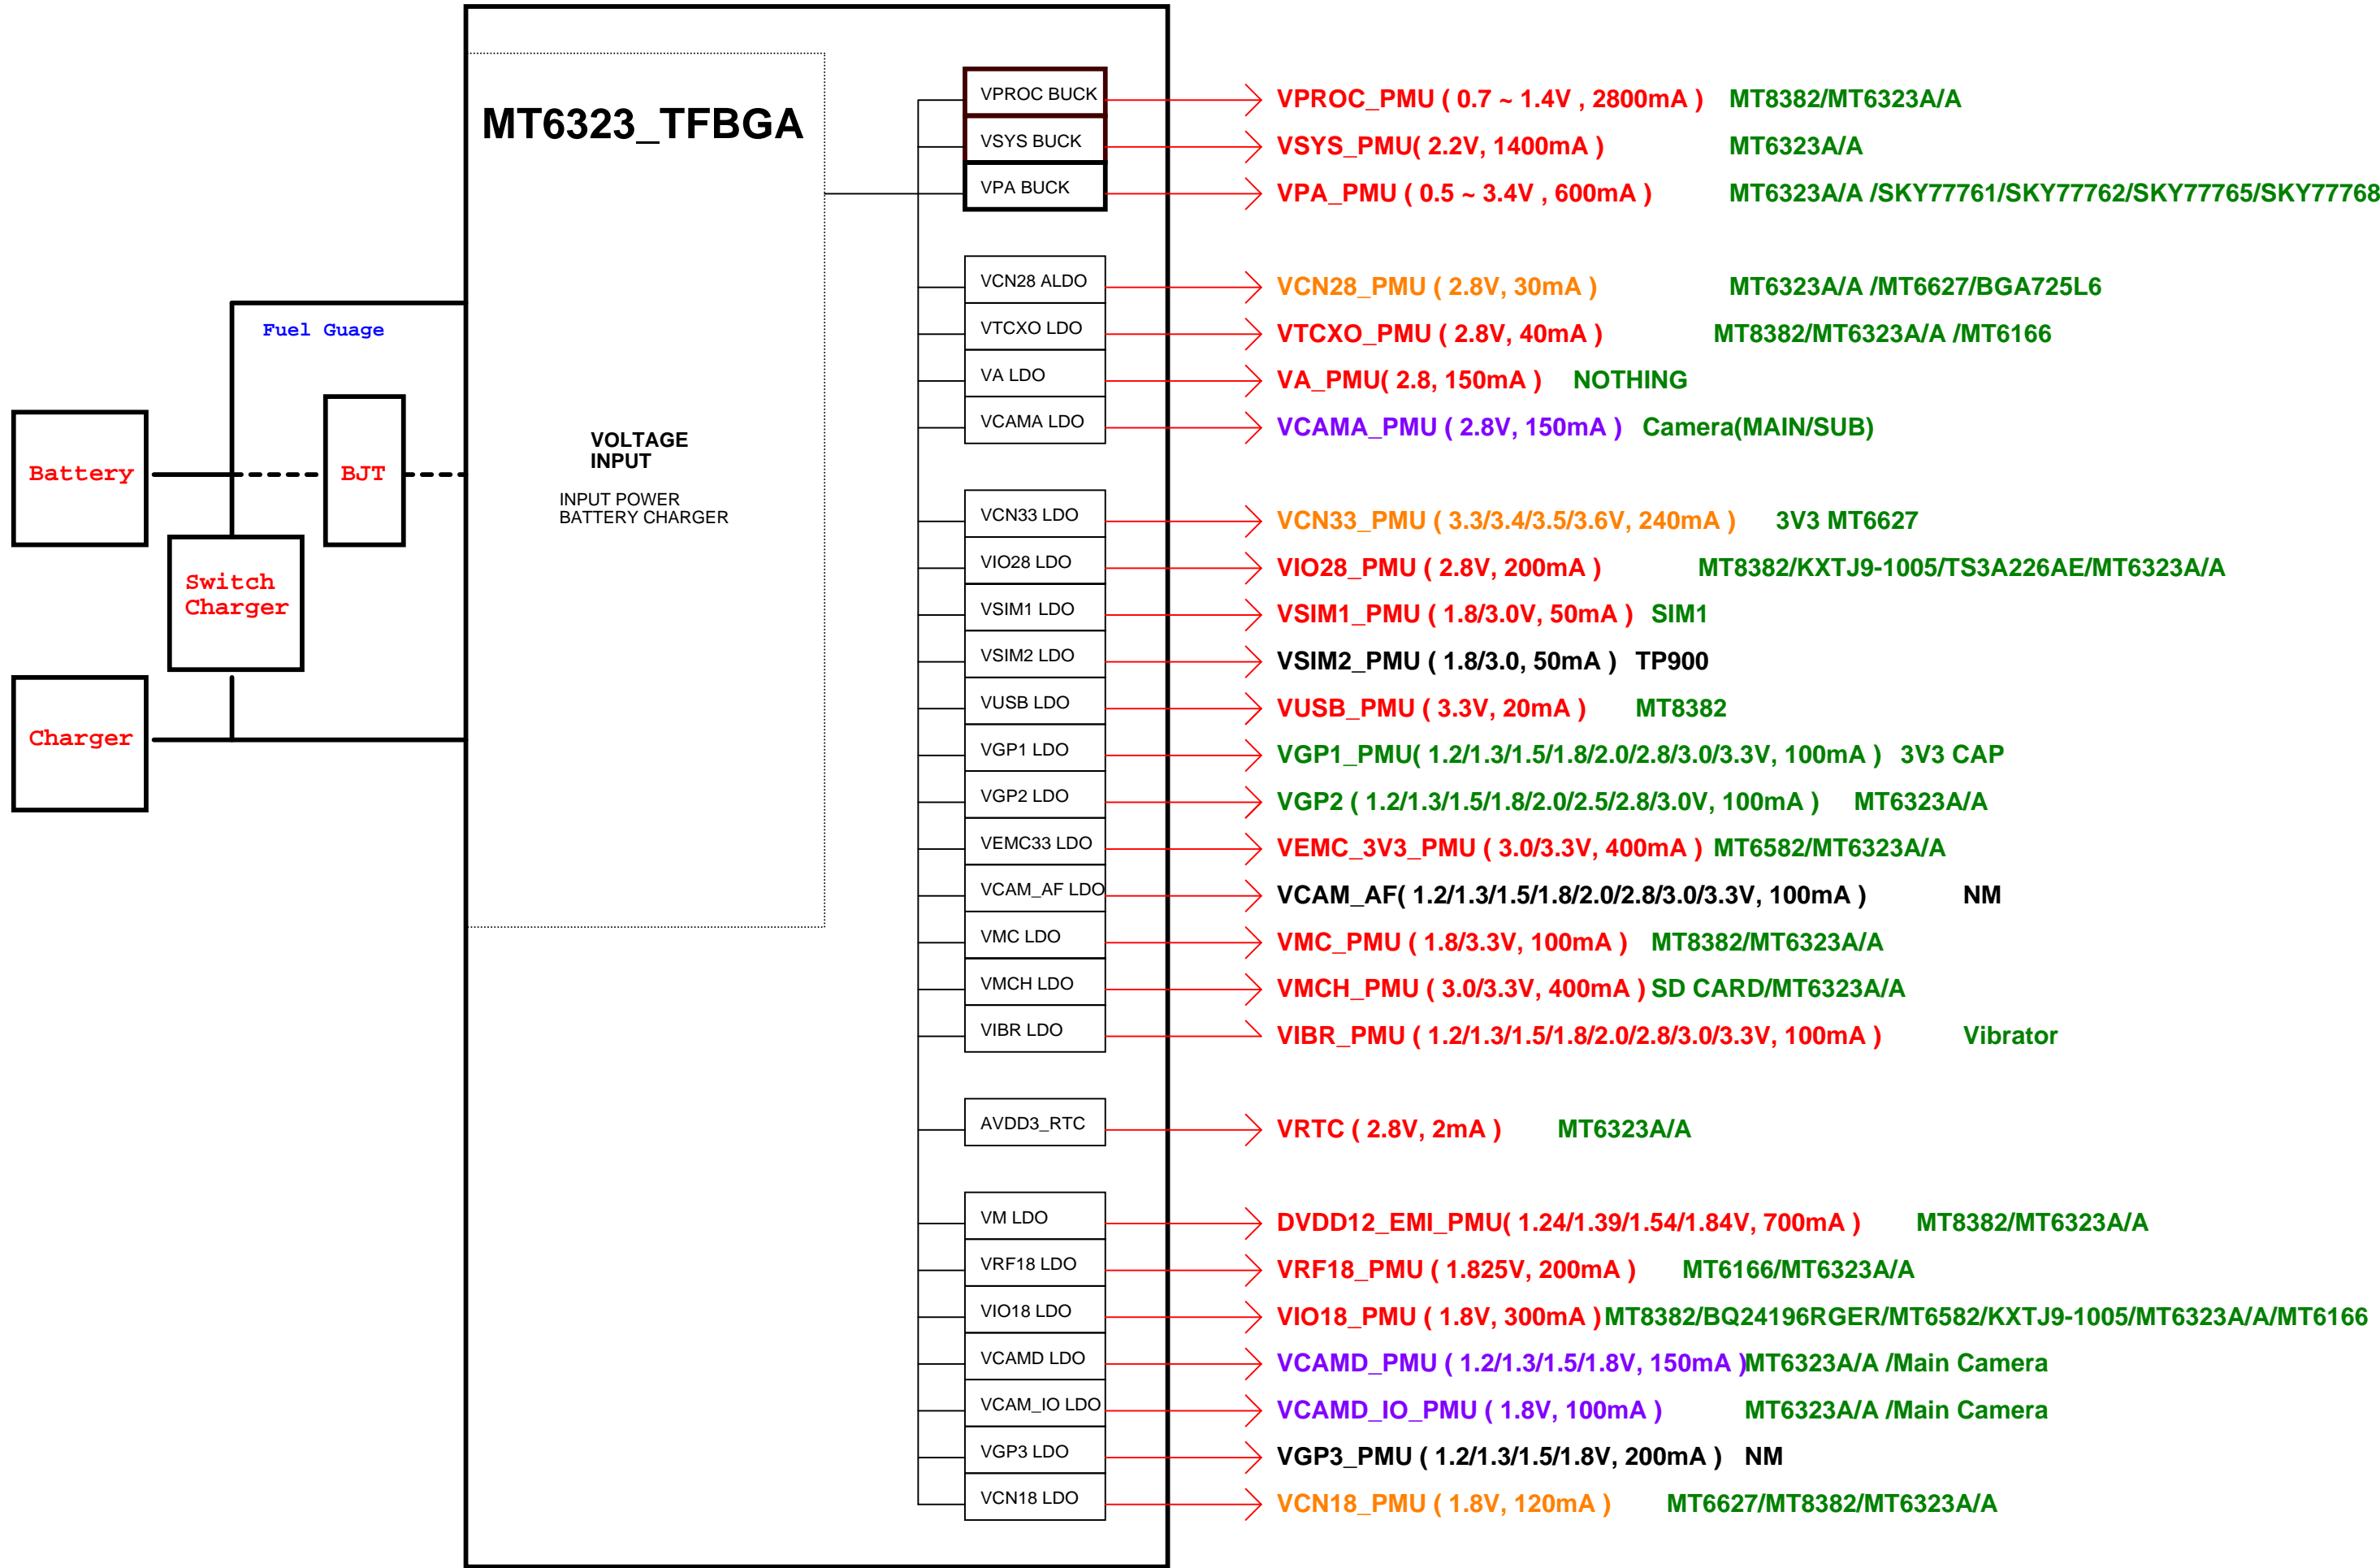 MT6323_TFBGA
Fuel Guage
Battery
BJT
Switch
Charger
Charger
VOLTAGE
INPUT
INPUT POWER
BATTERY CHARGER
VPROC BUCK VPROC_PMU ( 0.7 ~ 1.4V , 2800mA ) MT8382/MT6323A/A
VSYS BUCK VSYS_PMU( 2.2V, 1400mA ) MT6323A/A
VPA BUCK VPA_PMU ( 0.5 ~ 3.4V , 600mA ) MT6323A/A /SKY77761/SKY77762/SKY77765/SKY77768
VCN28 ALDO VCN28_PMU ( 2.8V, 30mA ) MT6323A/A /MT6627/BGA725L6
VTCXO LDO VTCXO_PMU ( 2.8V, 40mA ) MT8382/MT6323A/A /MT6166
VA LDO VA_PMU( 2.8, 150mA ) NOTHING
VCAMA LDO VCAMA_PMU ( 2.8V, 150mA ) Camera(MAIN/SUB)
VCN33 LDO VCN33_PMU ( 3.3/3.4/3.5/3.6V, 240mA ) 3V3 MT6627
VIO28 LDO VIO28_PMU ( 2.8V, 200mA ) MT8382/KXTJ9-1005/TS3A226AE/MT6323A/A
VSIM1 LDO VSIM1_PMU ( 1.8/3.0V, 50mA ) SIM1
VSIM2 LDO VSIM2_PMU ( 1.8/3.0, 50mA ) TP900
VUSB LDO VUSB_PMU ( 3.3V, 20mA ) MT8382
VGP1 LDO VGP1_PMU( 1.2/1.3/1.5/1.8/2.0/2.8/3.0/3.3V, 100mA ) 3V3 CAP
VGP2 LDO VGP2 ( 1.2/1.3/1.5/1.8/2.0/2.5/2.8/3.0V, 100mA ) MT6323A/A
VEMC33 LDO VEMC_3V3_PMU ( 3.0/3.3V, 400mA ) MT6582/MT6323A/A
VCAM_AF LDO VCAM_AF( 1.2/1.3/1.5/1.8/2.0/2.8/3.0/3.3V, 100mA ) NM
VMC LDO VMC_PMU ( 1.8/3.3V, 100mA ) MT8382/MT6323A/A
VMCH LDO VMCH_PMU ( 3.0/3.3V, 400mA ) SD CARD/MT6323A/A
VIBR LDO VIBR_PMU ( 1.2/1.3/1.5/1.8/2.0/2.8/3.0/3.3V, 100mA ) Vibrator
AVDD3_RTC VRTC ( 2.8V, 2mA ) MT6323A/A
VM LDO DVDD12_EMI_PMU( 1.24/1.39/1.54/1.84V, 700mA ) MT8382/MT6323A/A
VRF18 LDO VRF18_PMU ( 1.825V, 200mA ) MT6166/MT6323A/A
VIO18 LDO VIO18_PMU ( 1.8V, 300mA ) MT8382/BQ24196RGER/MT6582/KXTJ9-1005/MT6323A/A/MT6166
VCAMD LDO VCAMD_PMU ( 1.2/1.3/1.5/1.8V, 150mA ) MT6323A/A /Main Camera
VCAM_IO LDO VCAMD_IO_PMU ( 1.8V, 100mA ) MT6323A/A /Main Camera
VGP3 LDO VGP3_PMU ( 1.2/1.3/1.5/1.8V, 200mA ) NM
VCN18 LDO VCN18_PMU ( 1.8V, 120mA ) MT6627/MT8382/MT6323A/A